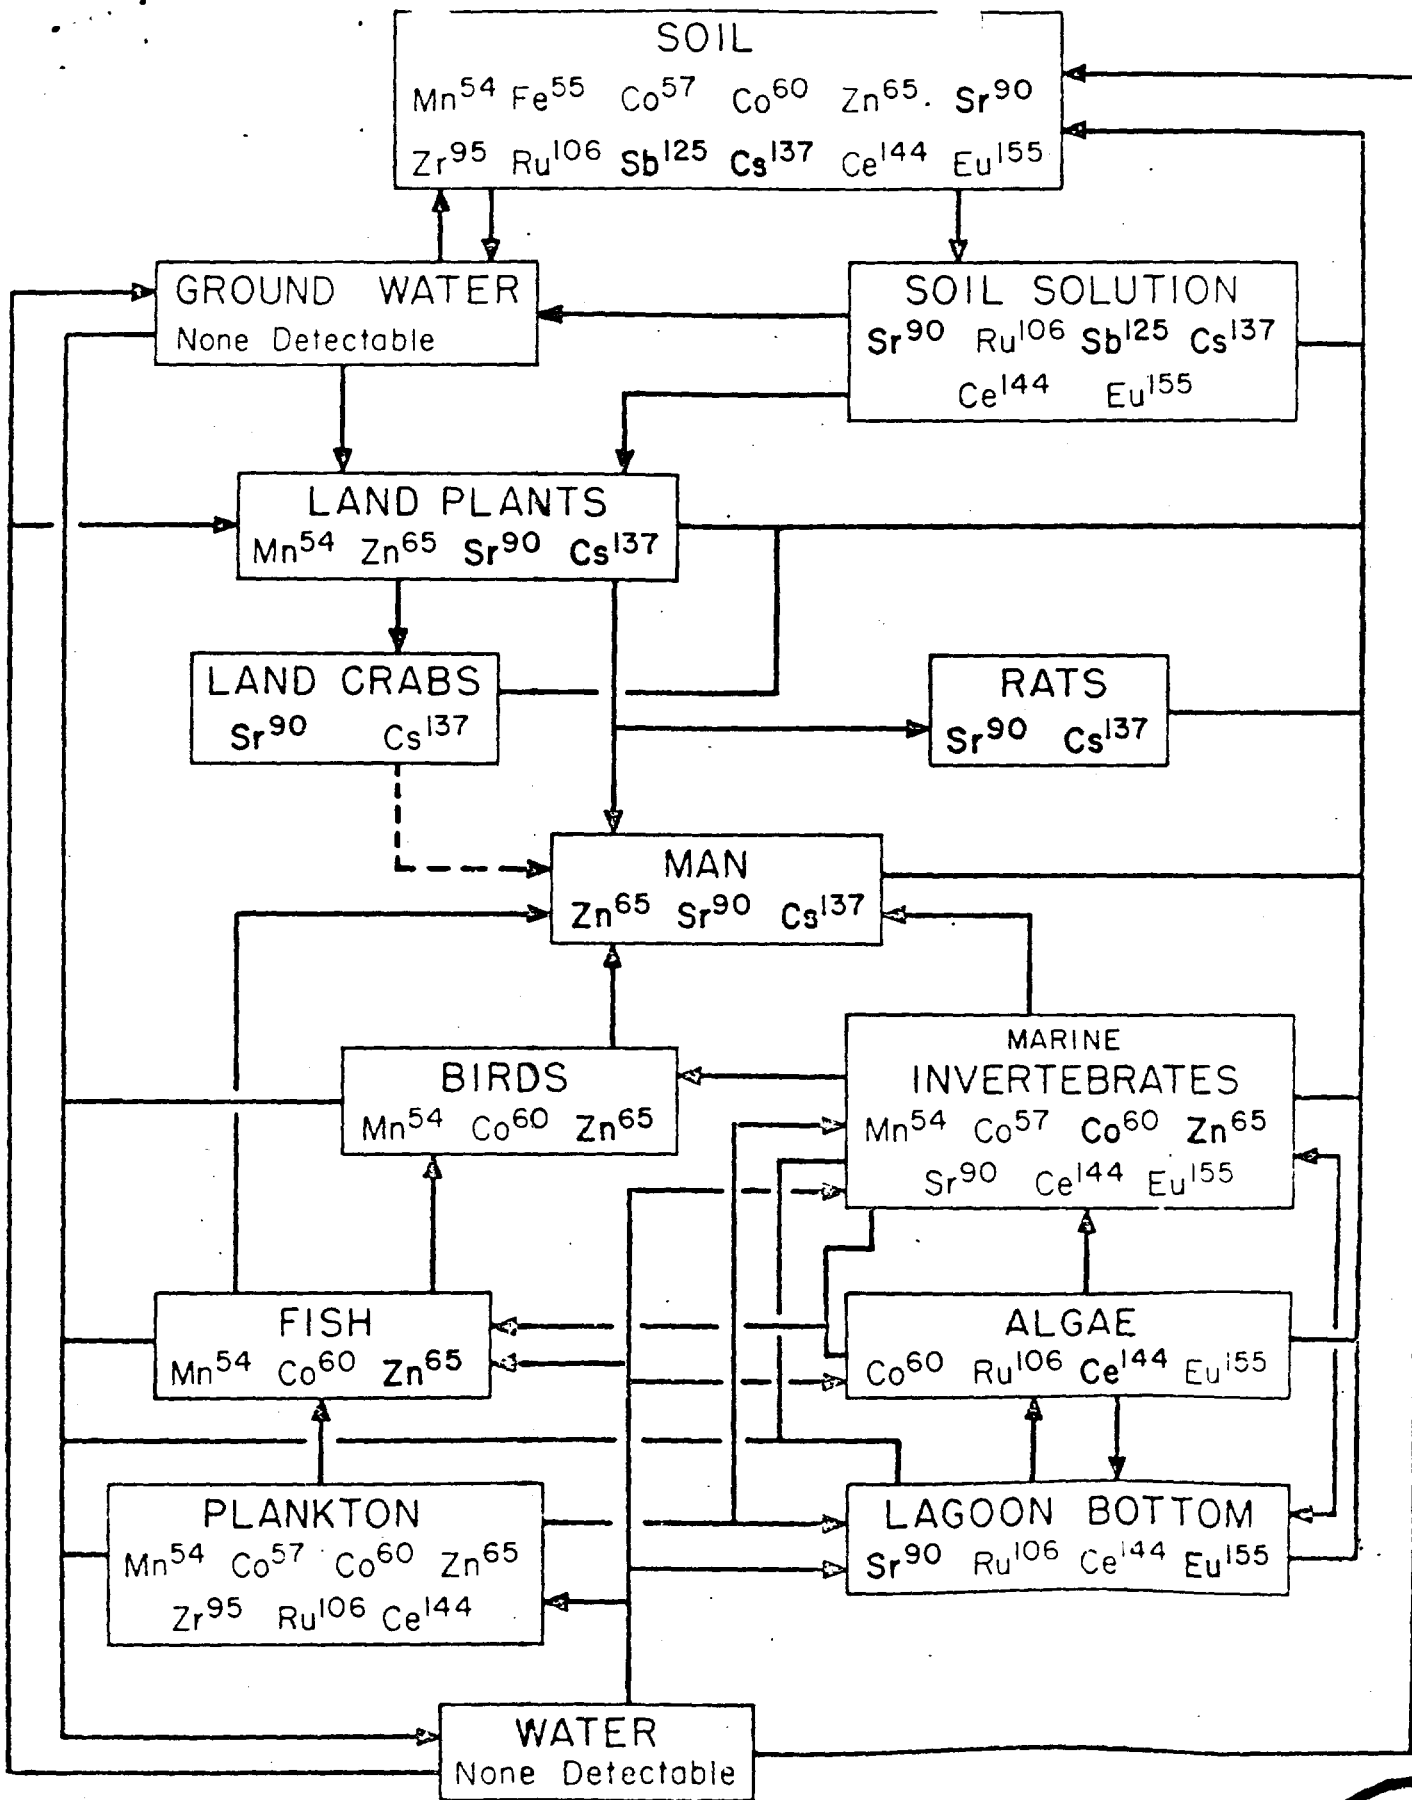 SOIL
Mn⁵⁴ Fe⁵⁵ Co⁵⁷ Co⁶⁰ Zn⁶⁵ Sr⁹⁰
Zr⁹⁵ Ru¹⁰⁶ Sb¹²⁵ Cs¹³⁷ Ce¹⁴⁴ Eu¹⁵⁵
GROUND WATER
None Detectable
SOIL SOLUTION
Sr⁹⁰ Ru¹⁰⁶ Sb¹²⁵ Cs¹³⁷
Ce¹⁴⁴ Eu¹⁵⁵
LAND PLANTS
Mn⁵⁴ Zn⁶⁵ Sr⁹⁰ Cs¹³⁷
LAND CRABS
Sr⁹⁰ Cs¹³⁷
RATS
Sr⁹⁰ Cs¹³⁷
MAN
Zn⁶⁵ Sr⁹⁰ Cs¹³⁷
BIRDS
Mn⁵⁴ Co⁶⁰ Zn⁶⁵
MARINE
INVERTEBRATES
Mn⁵⁴ Co⁵⁷ Co⁶⁰ Zn⁶⁵
Sr⁹⁰ Ce¹⁴⁴ Eu¹⁵⁵
FISH
Mn⁵⁴ Co⁶⁰ Zn⁶⁵
ALGAE
Co⁶⁰ Ru¹⁰⁶ Ce¹⁴⁴ Eu¹⁵⁵
PLANKTON
Mn⁵⁴ Co⁵⁷ Co⁶⁰ Zn⁶⁵
Zr⁹⁵ Ru¹⁰⁶ Ce¹⁴⁴
LAGOON BOTTOM
Sr⁹⁰ Ru¹⁰⁶ Ce¹⁴⁴ Eu¹⁵⁵
WATER
None Detectable